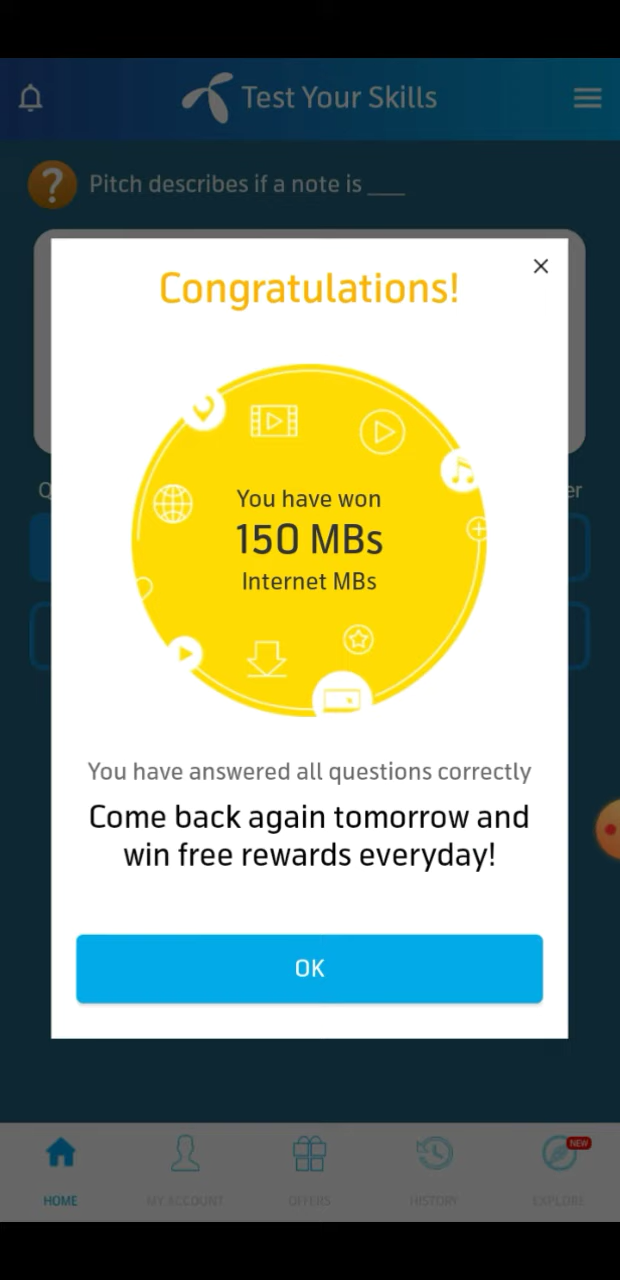 Test Your Skills
Pitch describes if a note is ___
Congratulations!
You have won
150 MBs
Internet MBs
You have answered all questions correctly
Come back again tomorrow and
win free rewards everyday!
OK
NEW
HOME MY ACCOUNT OFFERS HISTORY EXPLORE